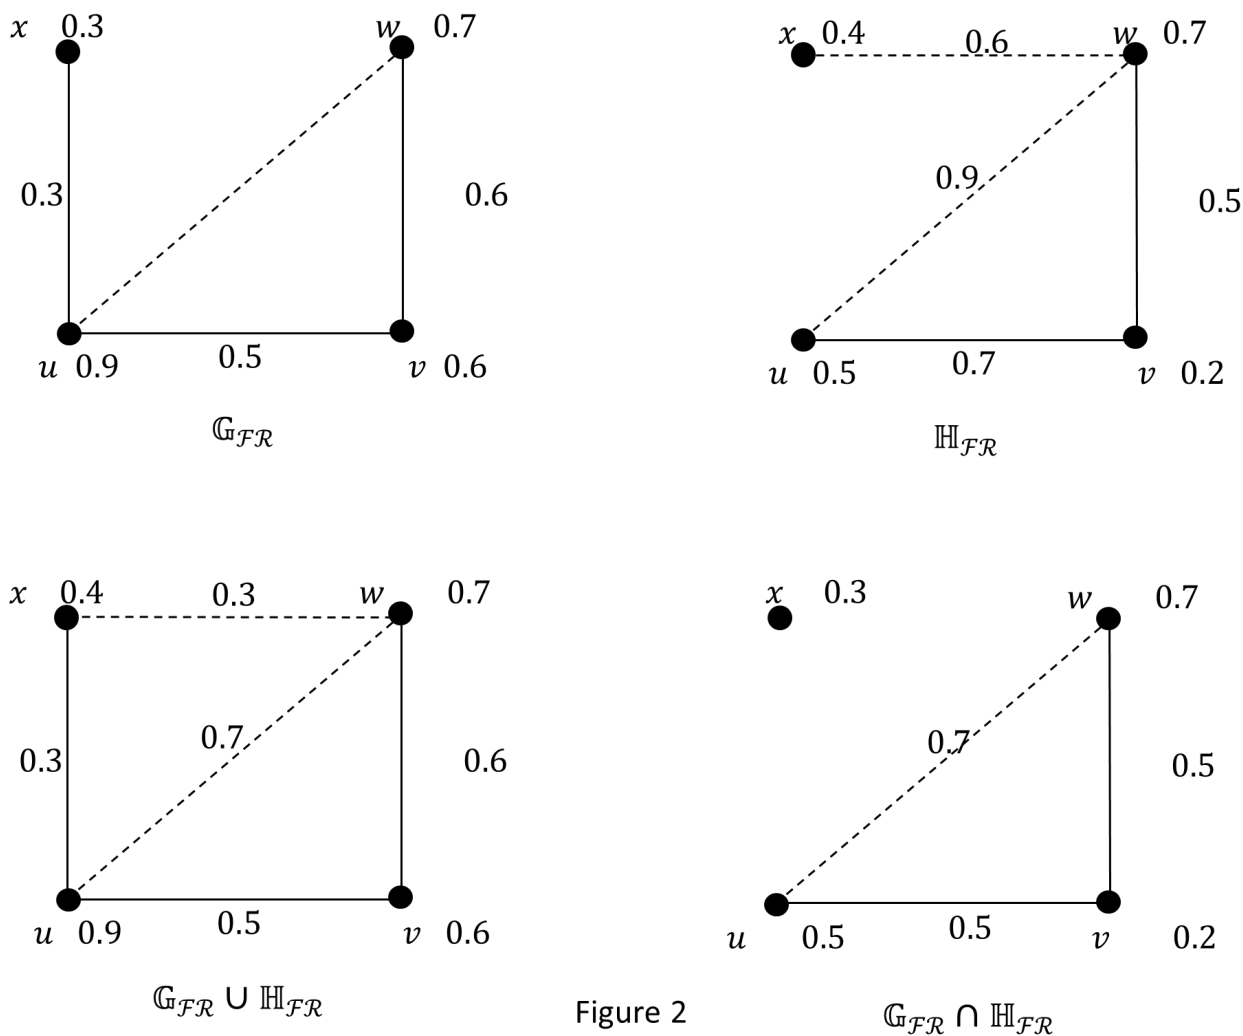 x 0.3 w 0.7
0.3 0.6
u 0.9 0.5 v 0.6
𝔾ℱℛ
x 0.4 0.6 w 0.7
0.9 0.5
u 0.5 0.7 v 0.2
ℍℱℛ
x 0.4 0.3 w 0.7
0.3 0.7 0.6
u 0.9 0.5 v 0.6
𝔾ℱℛ ∪ ℍℱℛ
x 0.3 w 0.7
0.7 0.5
u 0.5 0.5 v 0.2
𝔾ℱℛ ∩ ℍℱℛ
Figure 2